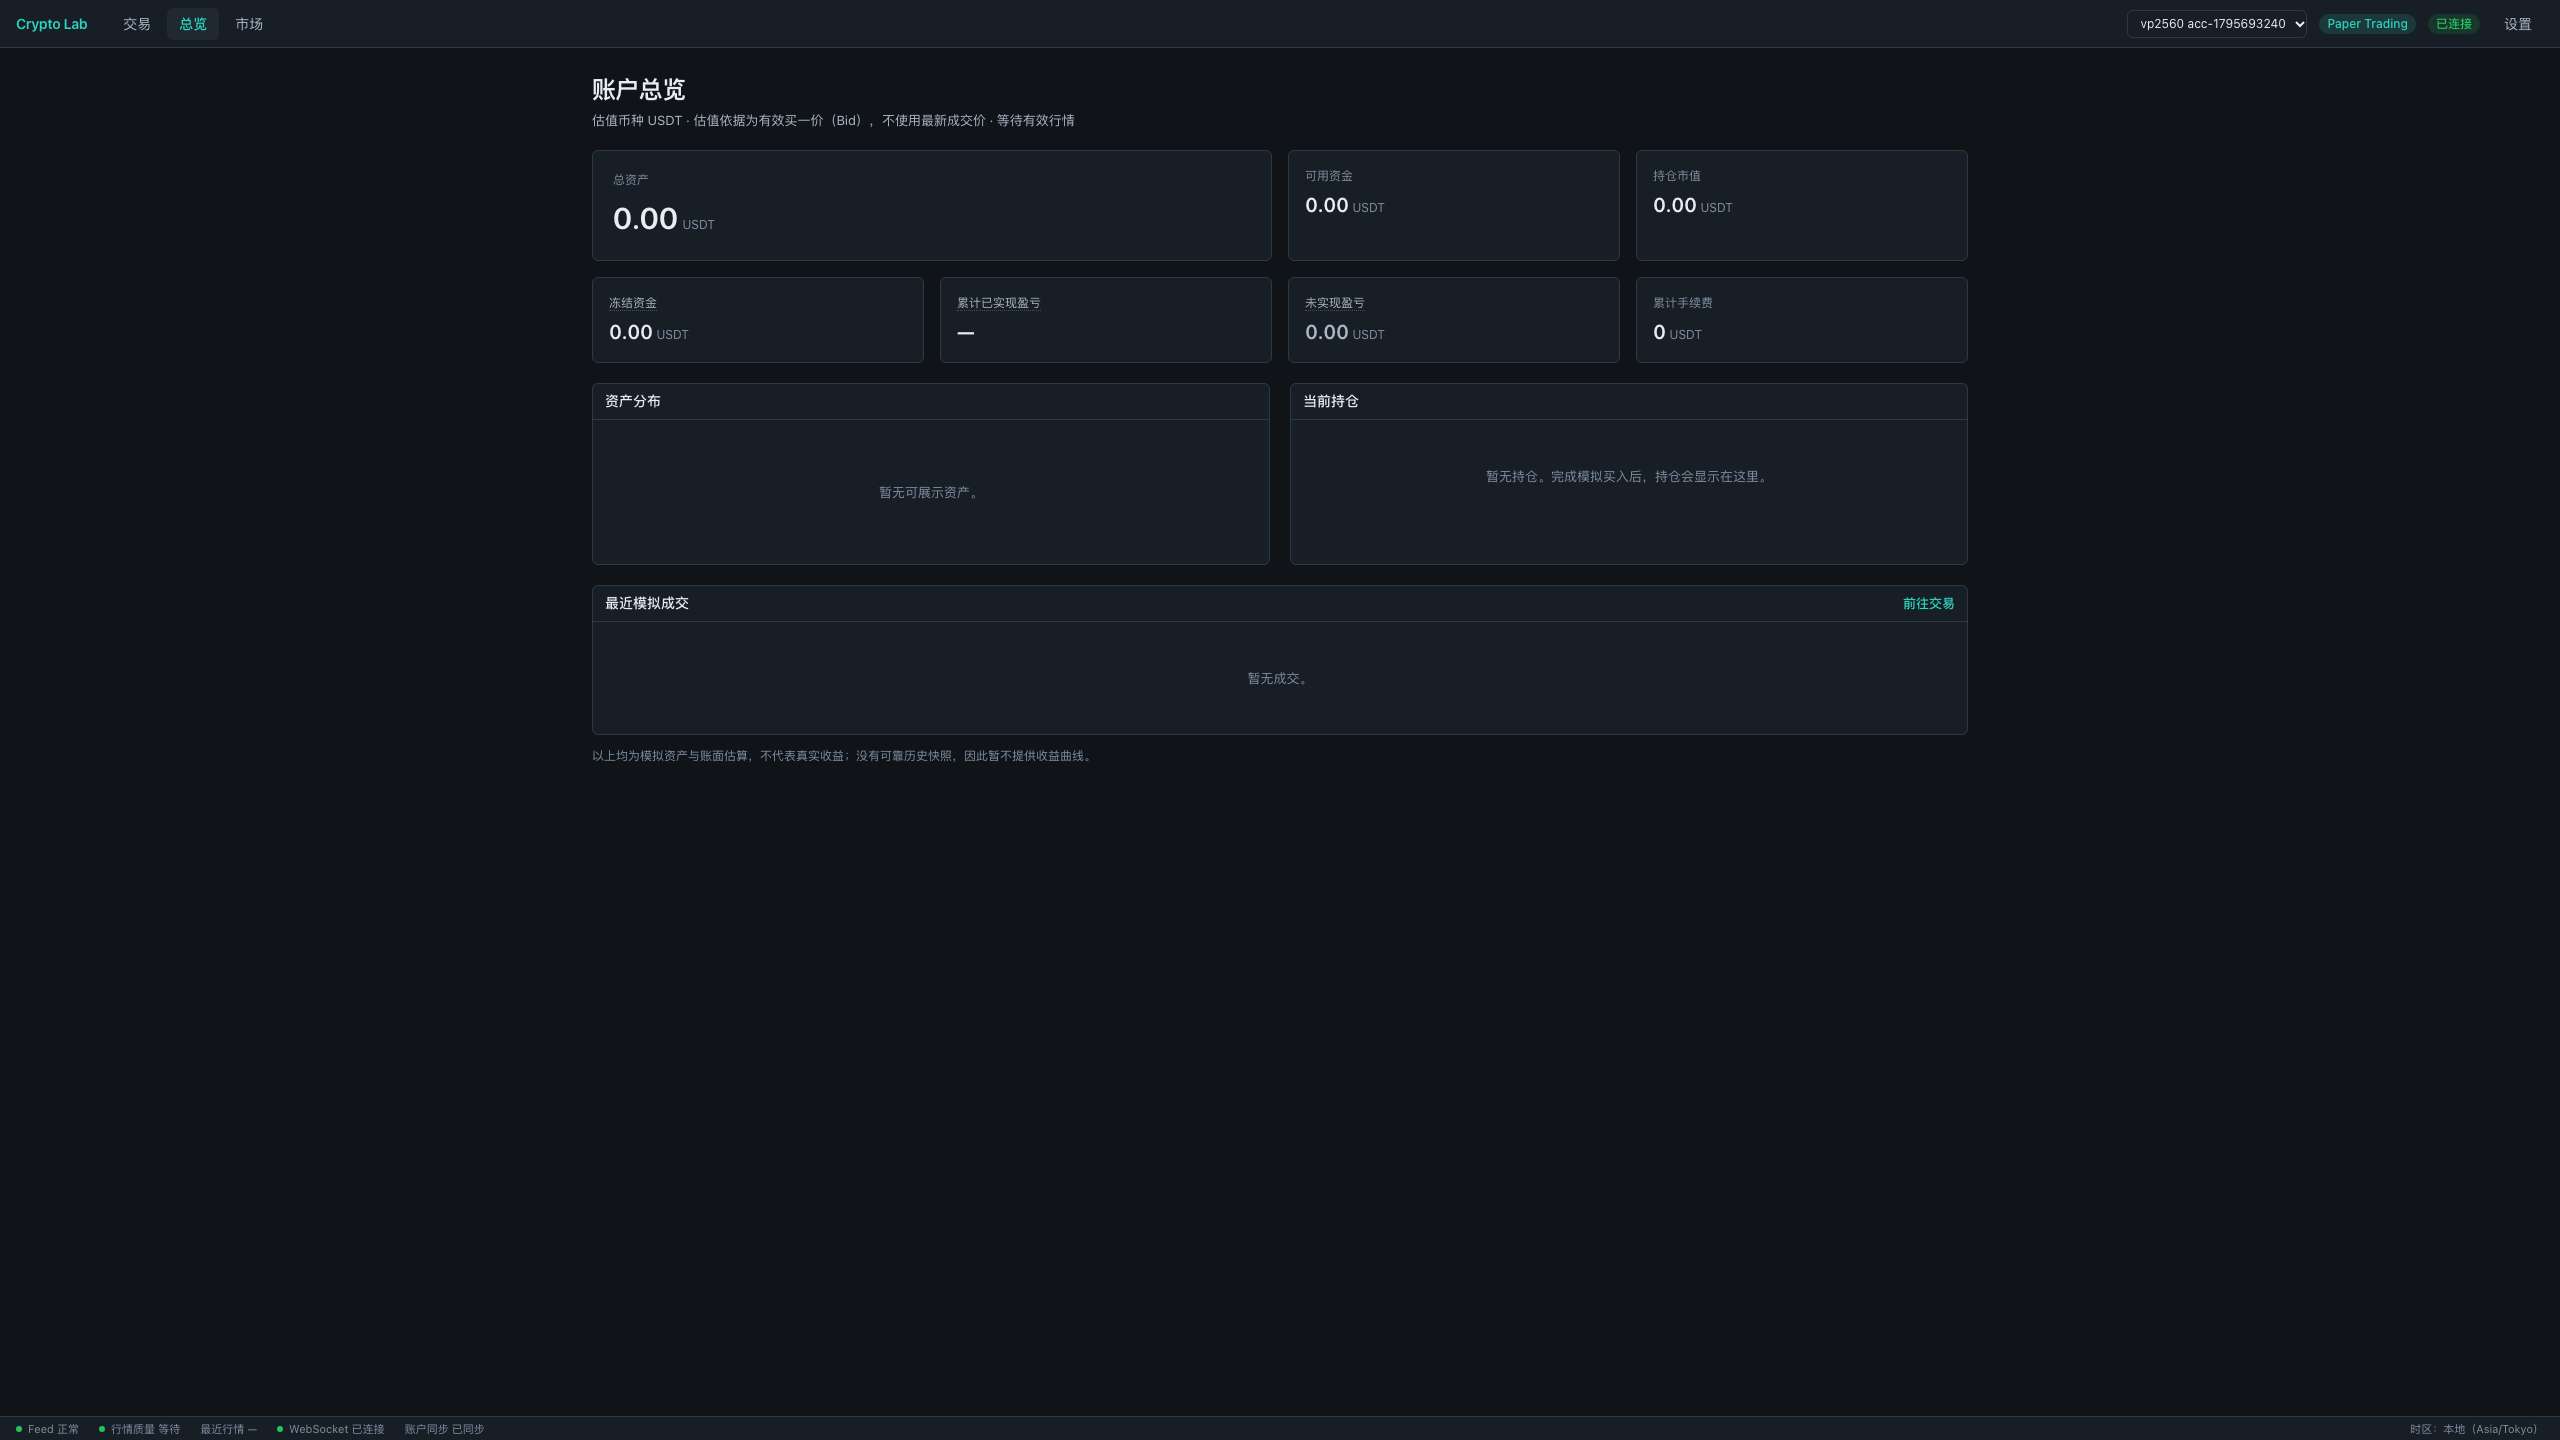 Crypto Lab 交易 总览 市场 vp2560 acc-1795693240 Paper Trading 已连接 设置
账户总览
估值币种 USDT · 估值依据为有效买一价（Bid），不使用最新成交价 · 等待有效行情
总资产
0.00 USDT
可用资金
0.00 USDT
持仓市值
0.00 USDT
冻结资金
0.00 USDT
累计已实现盈亏
—
未实现盈亏
0.00 USDT
累计手续费
0 USDT
资产分布
暂无可展示资产。
当前持仓
暂无持仓。完成模拟买入后，持仓会显示在这里。
最近模拟成交 前往交易
暂无成交。
以上均为模拟资产与账面估算，不代表真实收益；没有可靠历史快照，因此暂不提供收益曲线。
Feed 正常 行情质量 等待 最近行情 — WebSocket 已连接 账户同步 已同步 时区：本地（Asia/Tokyo）